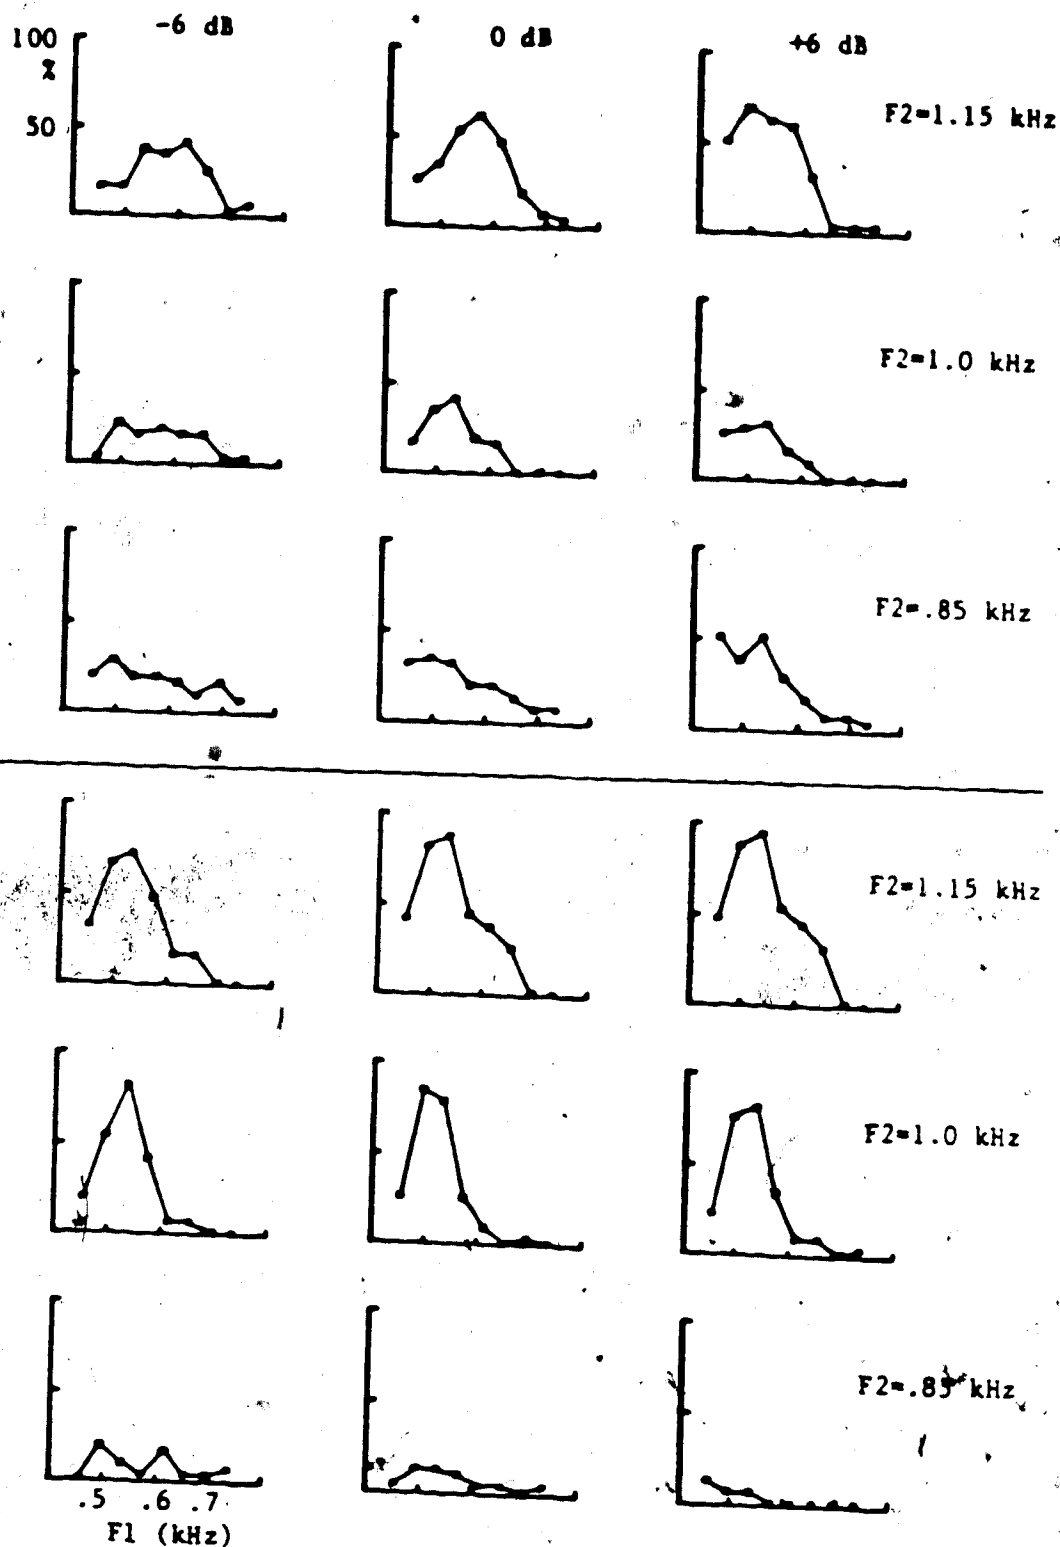 -6 dB 0 dB +6 dB
100
%
50
F2=1.15 kHz
F2=1.0 kHz
F2=.85 kHz
F2=1.15 kHz
F2=1.0 kHz
F2=.85 kHz
.5 .6 .7
F1 (kHz)